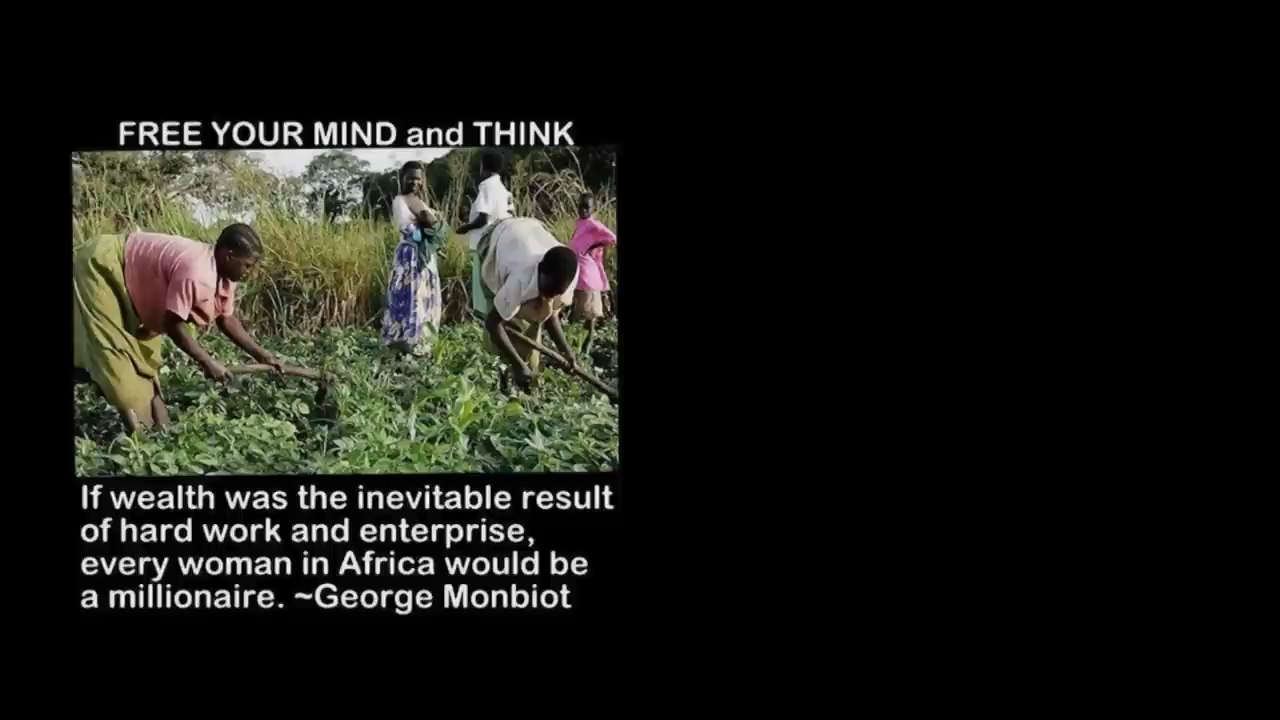 FREE YOUR MIND and THINK
If wealth was the inevitable result
of hard work and enterprise,
every woman in Africa would be
a millionaire. ~George Monbiot